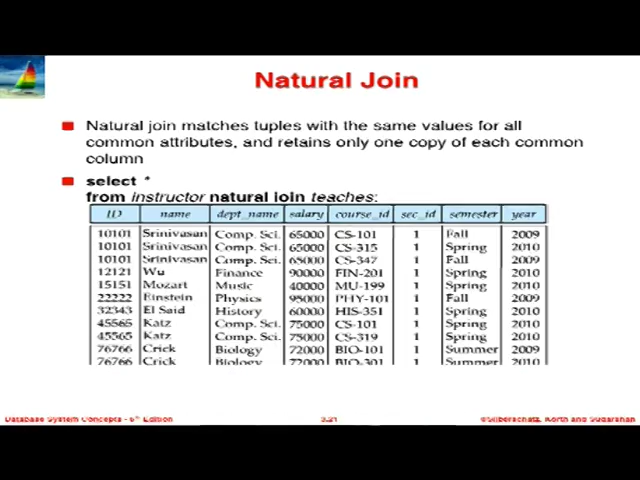 Natural Join
Natural join matches tuples with the same values for all
common attributes, and retains only one copy of each common
column
select *
from instructor natural join teaches;
ID name dept_name salary course_id sec_id semester year
10101 Srinivasan Comp. Sci. 65000 CS-101 1 Fall 2009
10101 Srinivasan Comp. Sci. 65000 CS-315 1 Spring 2010
10101 Srinivasan Comp. Sci. 65000 CS-347 1 Fall 2009
12121 Wu Finance 90000 FIN-201 1 Spring 2010
15151 Mozart Music 40000 MU-199 1 Spring 2010
22222 Einstein Physics 95000 PHY-101 1 Fall 2009
32343 El Said History 60000 HIS-351 1 Spring 2010
45565 Katz Comp. Sci. 75000 CS-101 1 Spring 2010
45565 Katz Comp. Sci. 75000 CS-319 1 Spring 2010
76766 Crick Biology 72000 BIO-101 1 Summer 2009
76766 Crick Biology 72000 BIO-301 1 Summer 2010
Database System Concepts - 6th Edition 3.21 ©Silberschatz, Korth and Sudarshan